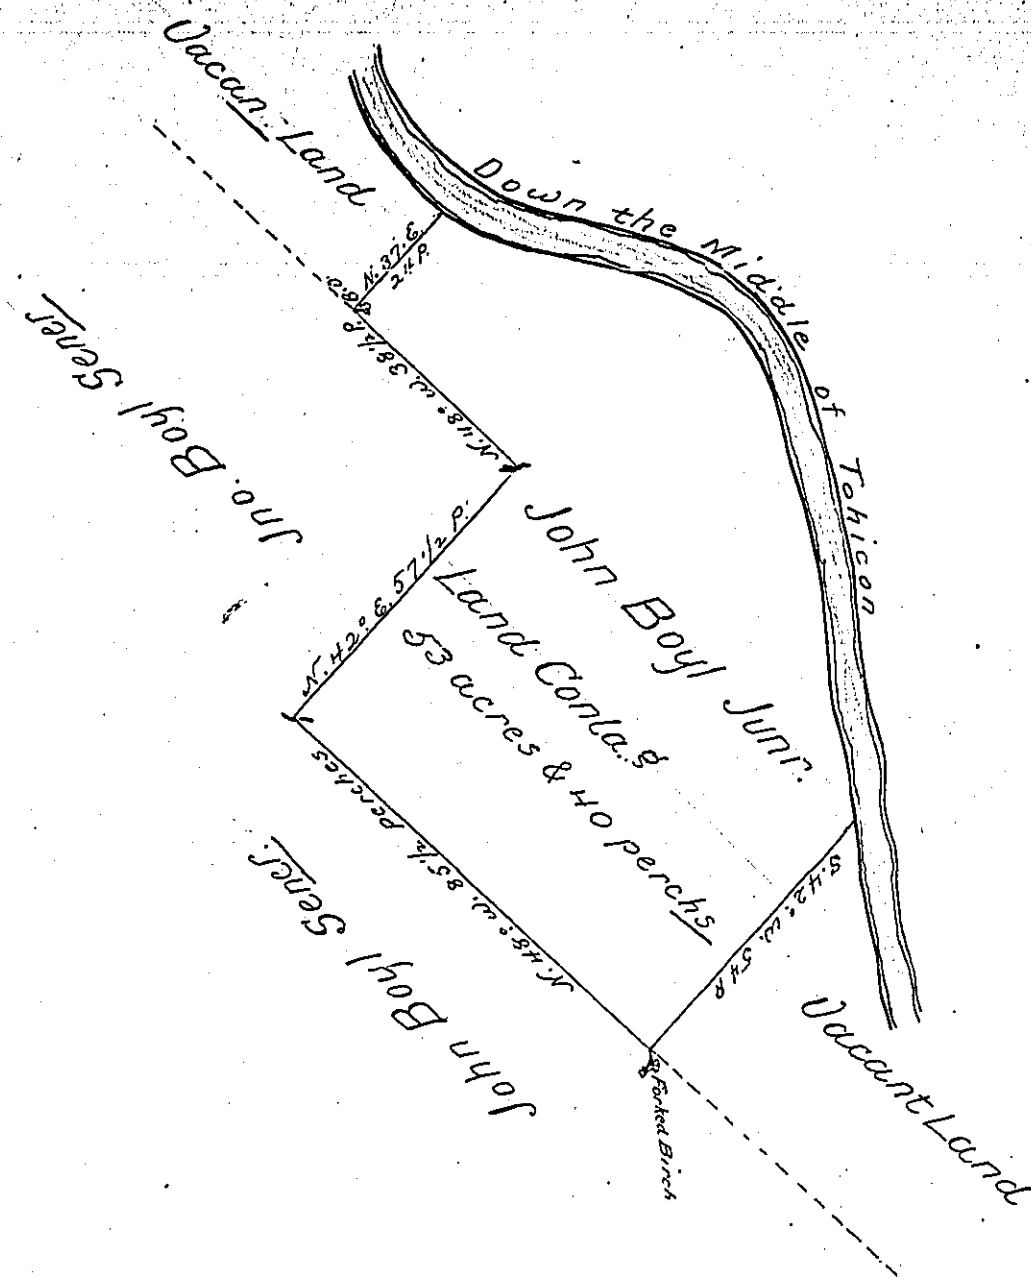 Vacan Land
Down the Middle of Tohicon
N. 37. E.
24 P.
N. 48° W. 38 1/2 P.
Jno. Boyl Sener
N. 42°. E. 57 1/2 P.
John Boyl Junr.
Land Conta.g
53 acres & 40 perchs
N. 48° W. 85 1/2 perches
John Boyl Sener.
S. 42° W. 54 P
Forked Birch
Vacant Land